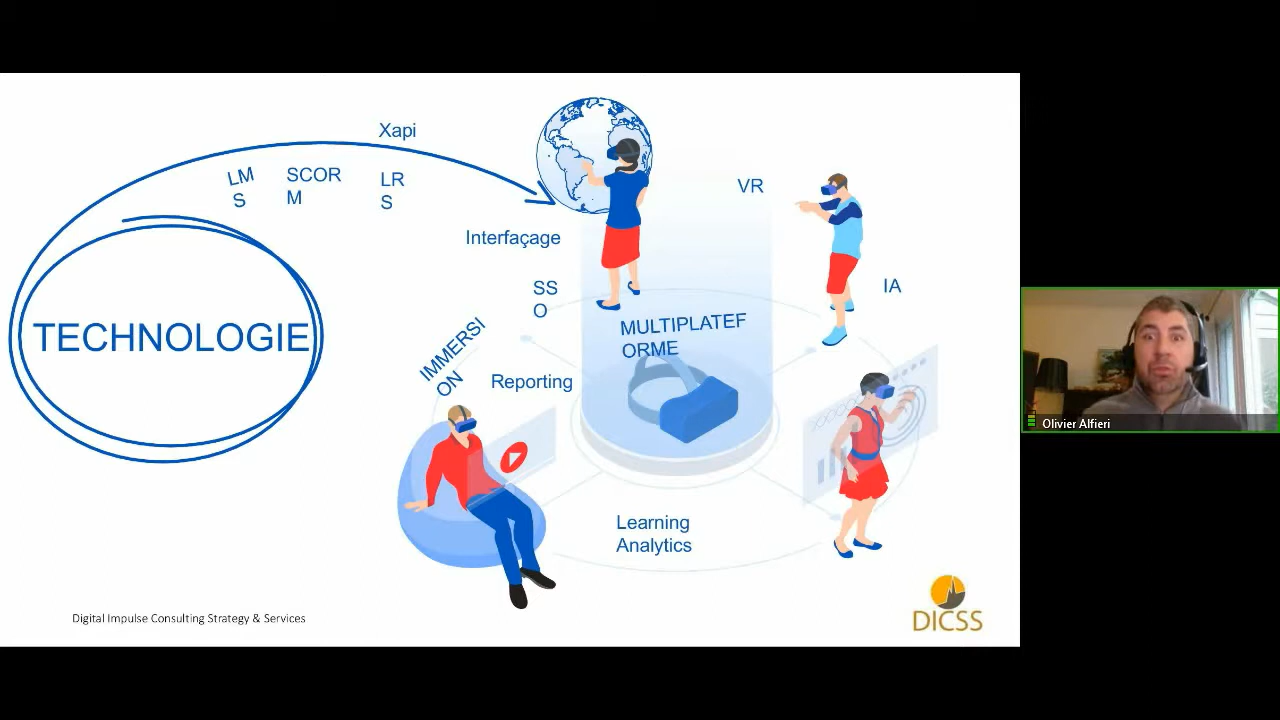 Xapi
LM
S
SCOR
M
LR
S
VR
Interfaçage
SS
O
IA
TECHNOLOGIE
MULTIPLATEF
ORME
IMMERSI
ON
Reporting
Olivier Alfieri
Learning
Analytics
Digital Impulse Consulting Strategy & Services
DICSS